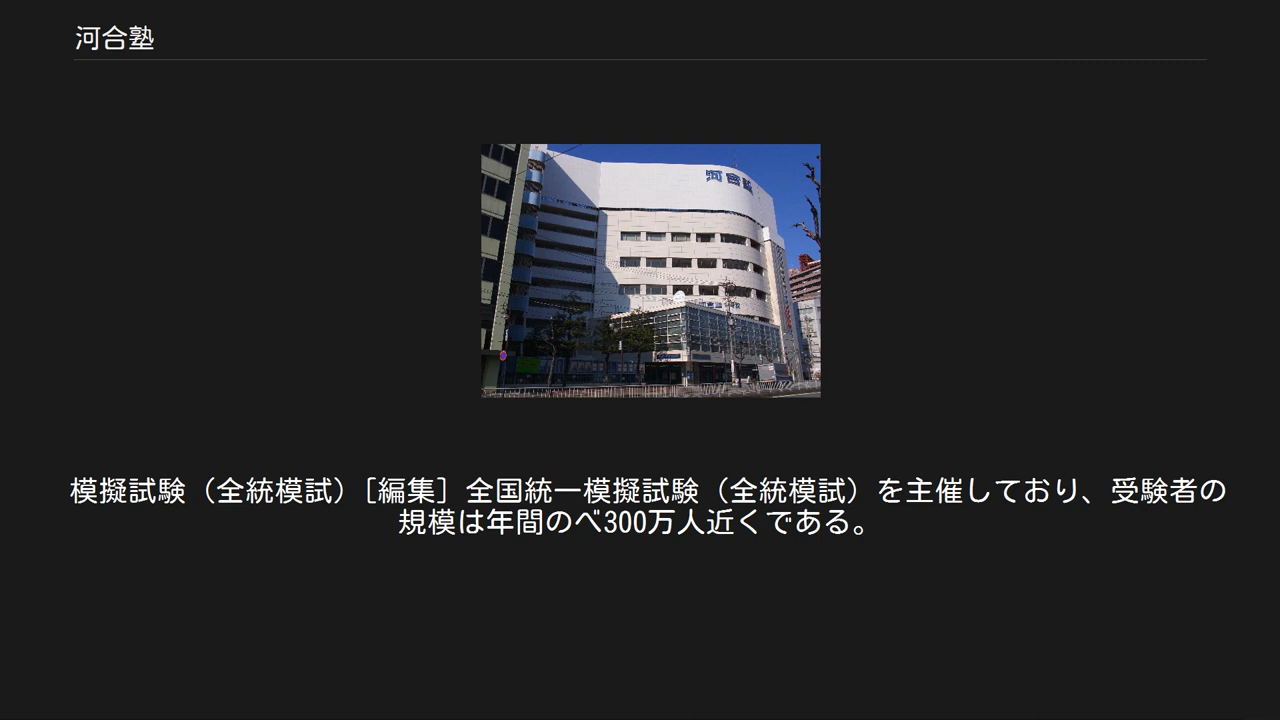 河合塾
河合塾
模擬試験（全統模試）［編集］全国統一模擬試験（全統模試）を主催しており、受験者の
規模は年間のべ300万人近くである。